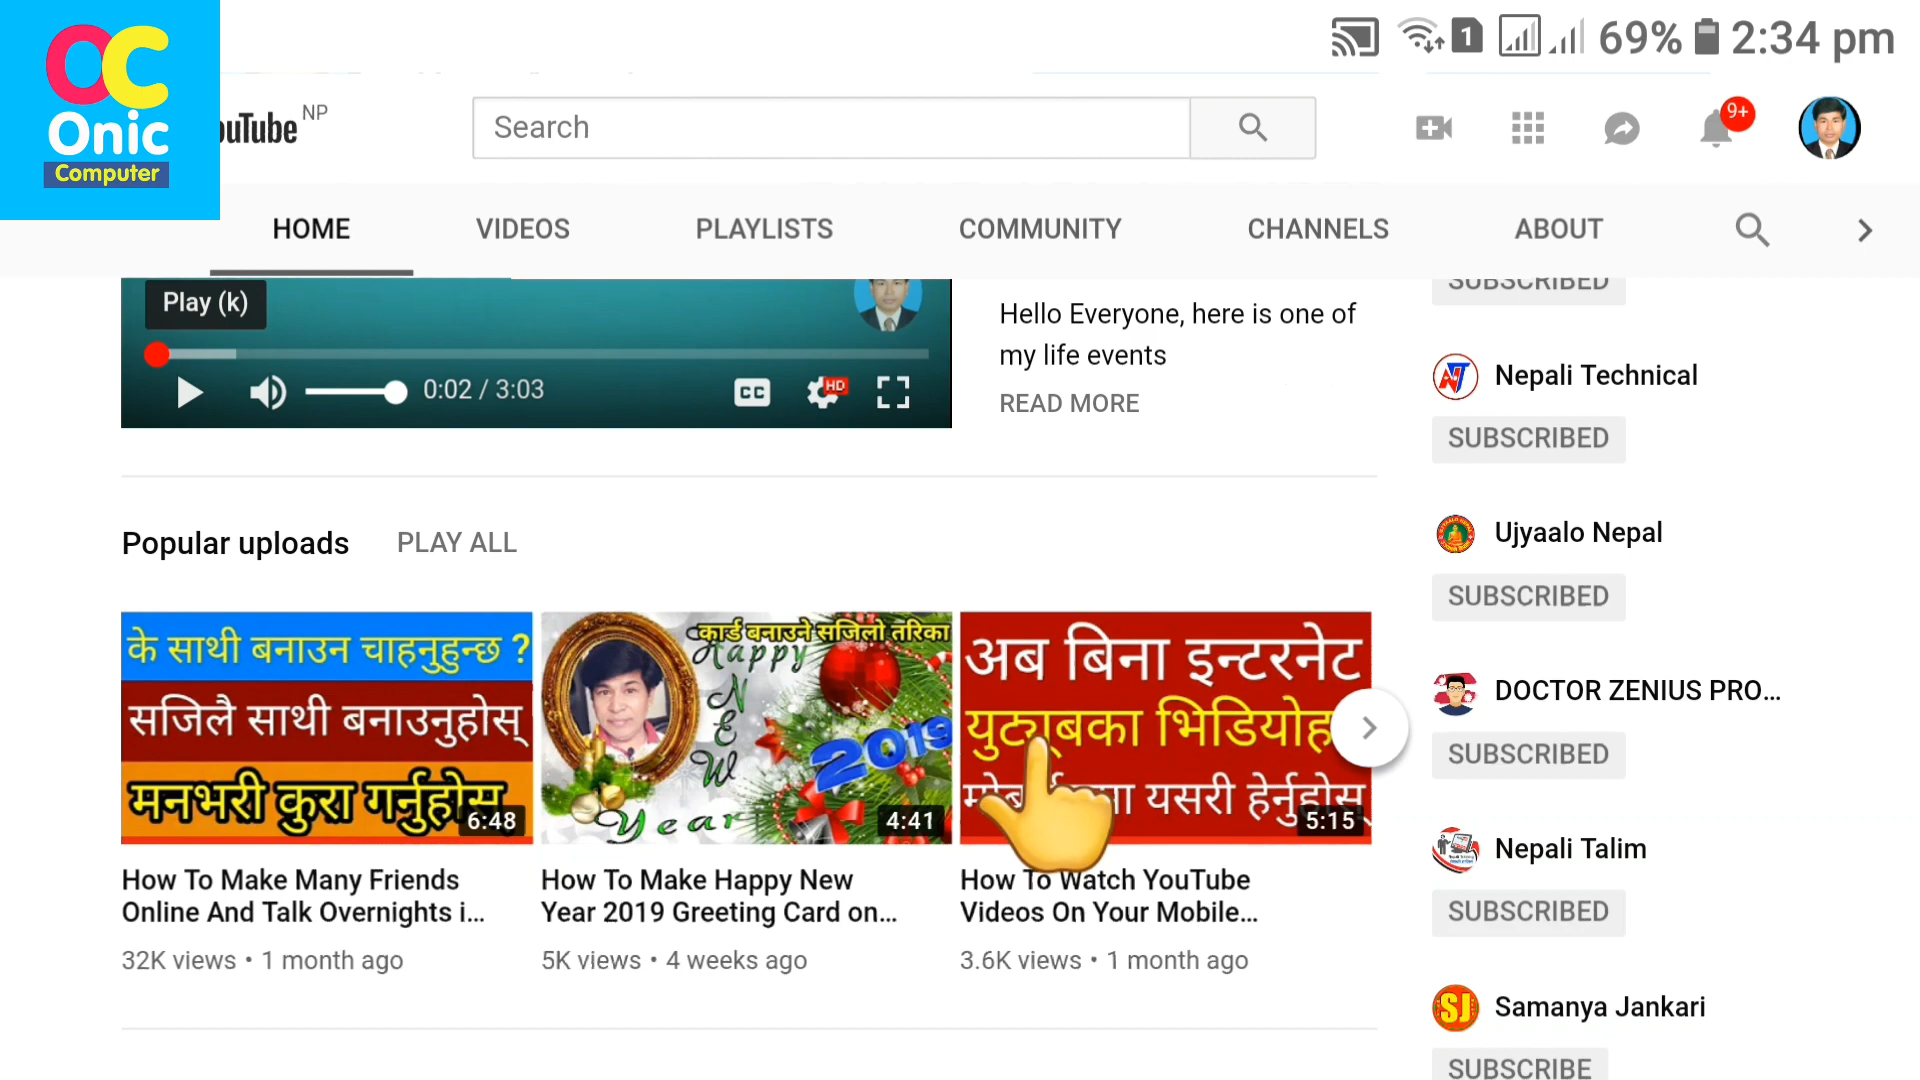 OC
Onic
Computer
1
69%
2:34 pm
ouTube NP
Search
9+
HOME
VIDEOS
PLAYLISTS
COMMUNITY
CHANNELS
ABOUT
Play (k)
0:02 / 3:03
CC
HD
Hello Everyone, here is one of
my life events
READ MORE
SUBSCRIBED
Nepali Technical
SUBSCRIBED
Ujyaalo Nepal
SUBSCRIBED
DOCTOR ZENIUS PRO...
SUBSCRIBED
Nepali Talim
SUBSCRIBED
SJ
Samanya Jankari
SUBSCRIBE
Popular uploads
PLAY ALL
के साथी बनाउन चाहनुहुन्छ ?
सजिलै साथी बनाउनुहोस्
मनभरी कुरा गर्नुहोस्
6:48
How To Make Many Friends
Online And Talk Overnights i...
32K views • 1 month ago
कार्ड बनाउने सजिलो तरिका
Happy
NEW
Year
2019
4:41
How To Make Happy New
Year 2019 Greeting Card on...
5K views • 4 weeks ago
अब बिना इन्टरनेट
युट्युबका भिडियोह
यसरी हेर्नुहोस्
5:15
How To Watch YouTube
Videos On Your Mobile...
3.6K views • 1 month ago